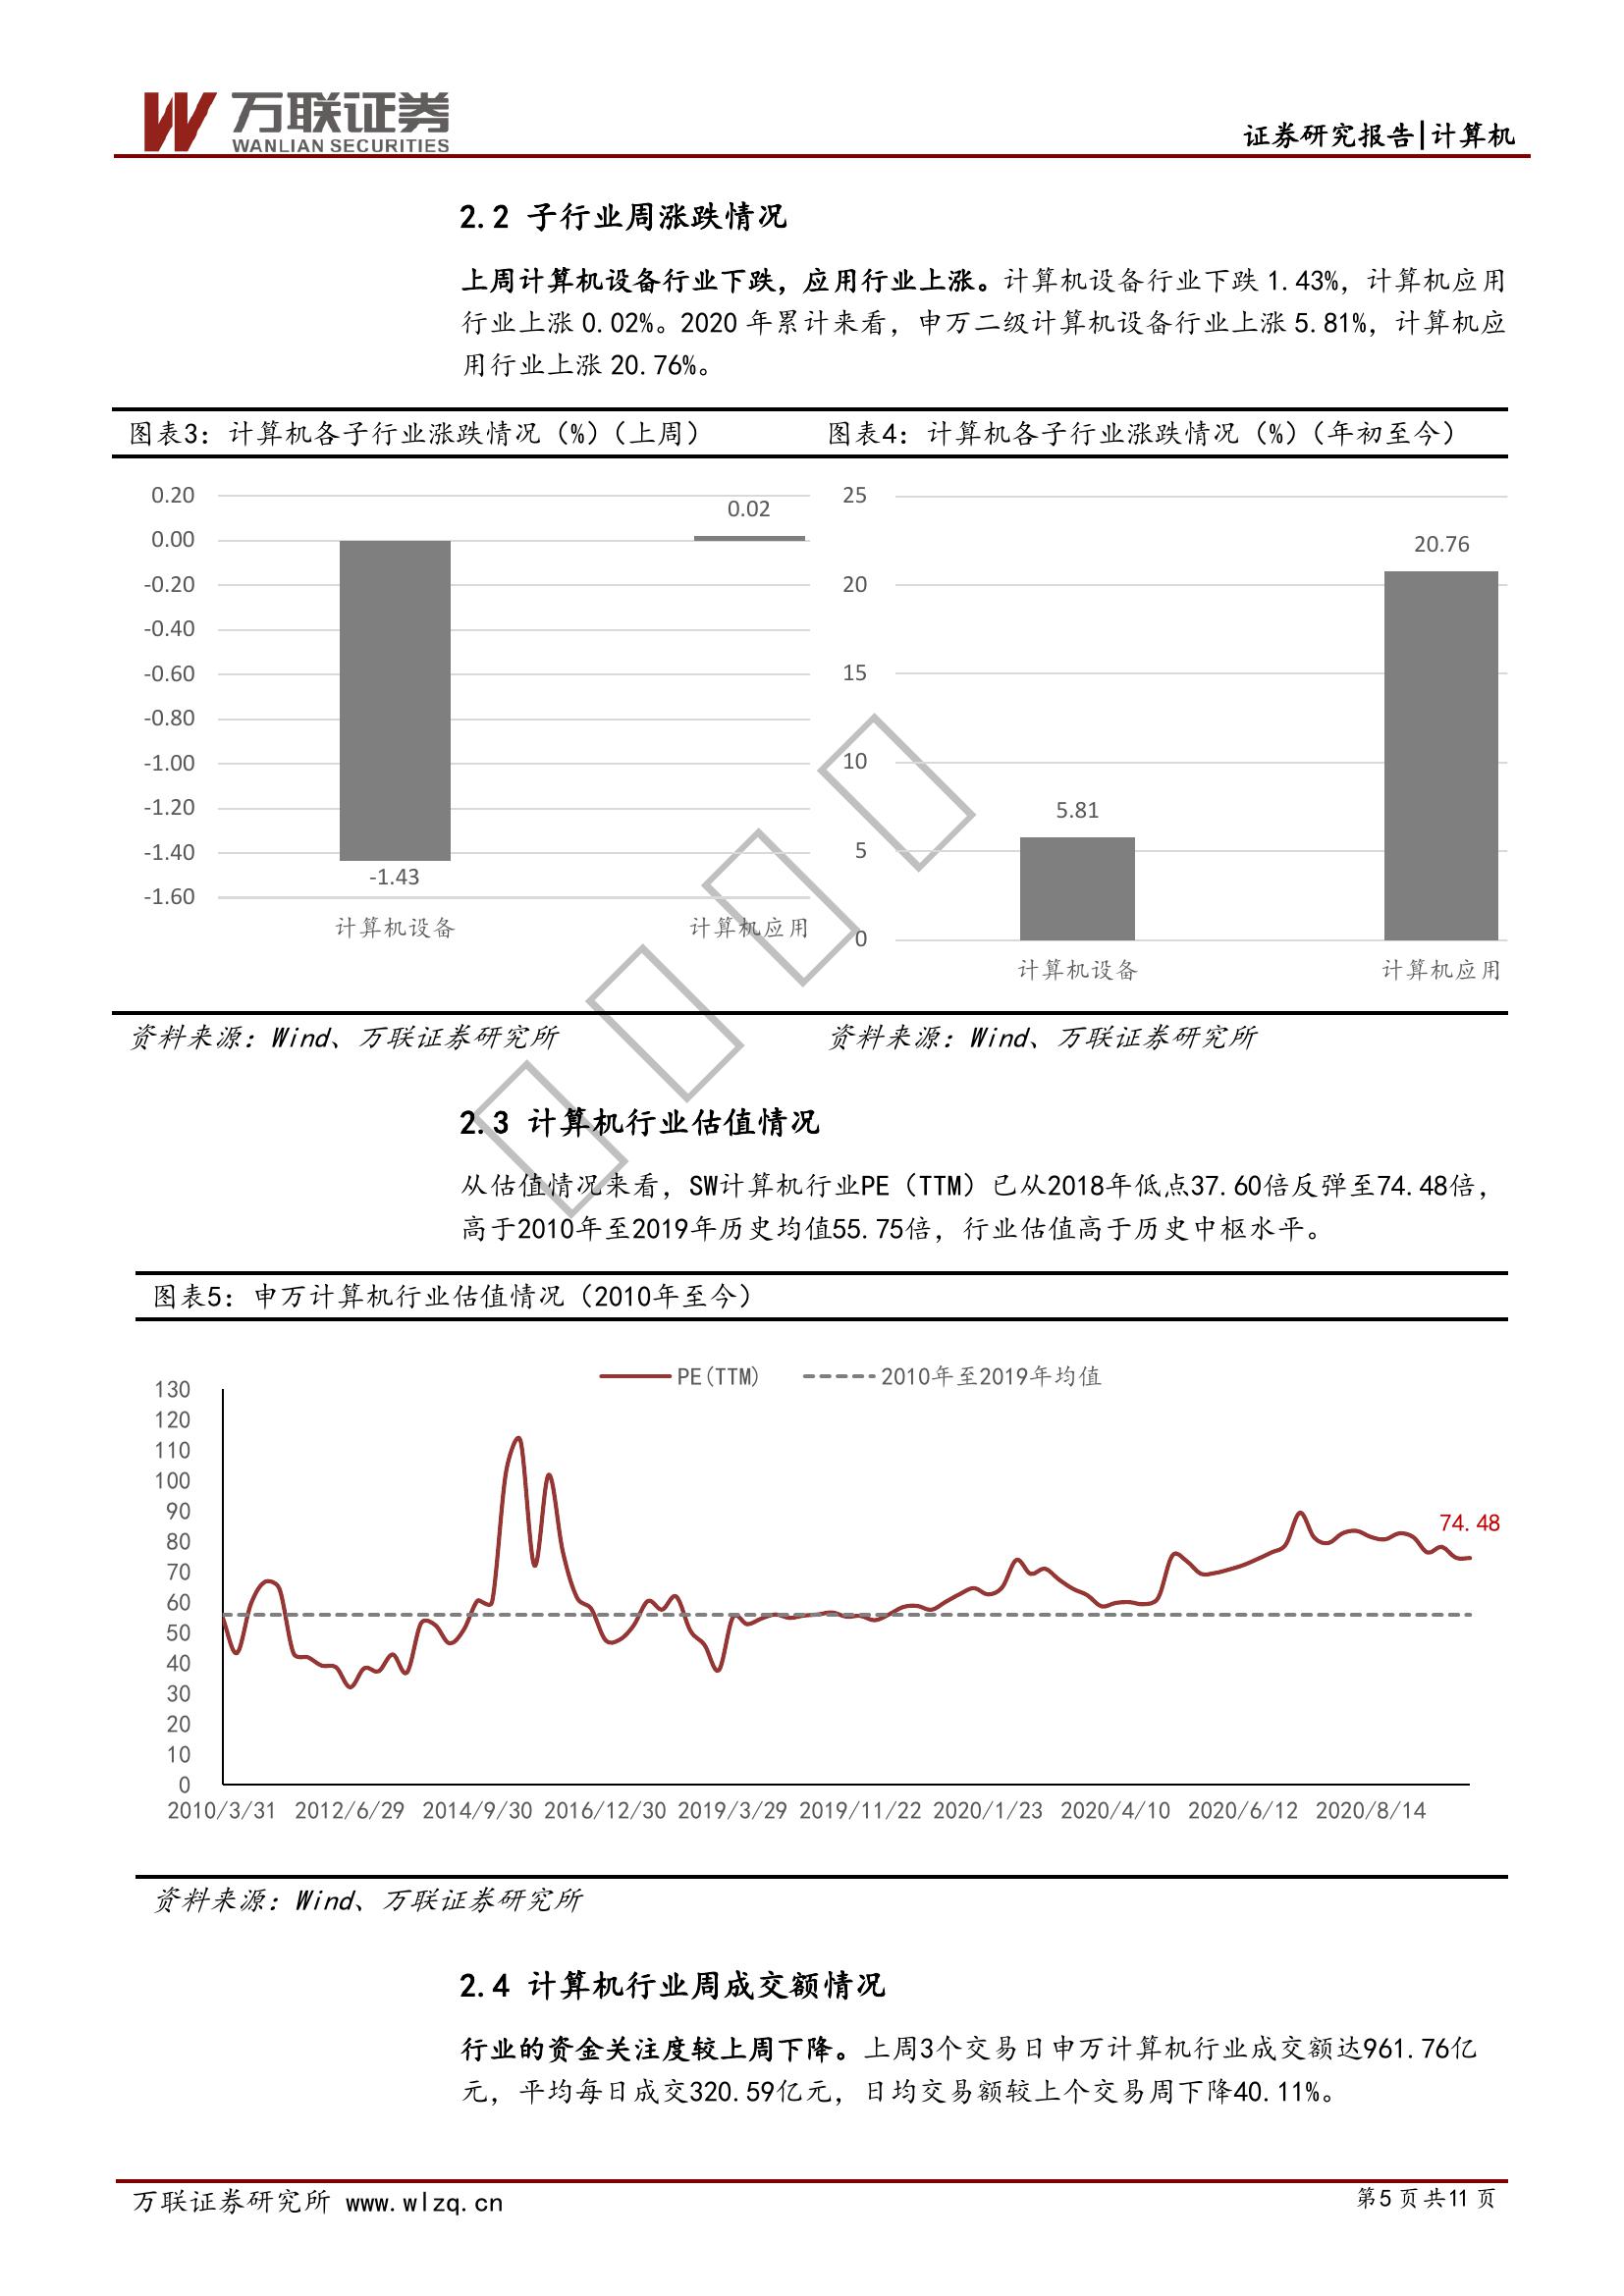 万联证券
WANLIAN SECURITIES
证券研究报告|计算机
2.2 子行业周涨跌情况
上周计算机设备行业下跌，应用行业上涨。计算机设备行业下跌 1.43%，计算机应用
行业上涨 0.02%。2020 年累计来看，申万二级计算机设备行业上涨 5.81%，计算机应
用行业上涨 20.76%。
图表3：计算机各子行业涨跌情况（%）（上周）
0.20
0.00
-0.20
-0.40
-0.60
-0.80
-1.00
-1.20
-1.40
-1.60
0.02
-1.43
计算机设备 计算机应用
资料来源：Wind、万联证券研究所
图表4：计算机各子行业涨跌情况（%）（年初至今）
25
20
15
10
5
0
20.76
5.81
计算机设备 计算机应用
资料来源：Wind、万联证券研究所
2.3 计算机行业估值情况
从估值情况来看，SW计算机行业PE（TTM）已从2018年低点37.60倍反弹至74.48倍，
高于2010年至2019年历史均值55.75倍，行业估值高于历史中枢水平。
图表5：申万计算机行业估值情况（2010年至今）
PE(TTM) 2010年至2019年均值
130
120
110
100
90
80
70
60
50
40
30
20
10
0
74.48
2010/3/31 2012/6/29 2014/9/30 2016/12/30 2019/3/29 2019/11/22 2020/1/23 2020/4/10 2020/6/12 2020/8/14
资料来源：Wind、万联证券研究所
2.4 计算机行业周成交额情况
行业的资金关注度较上周下降。上周3个交易日申万计算机行业成交额达961.76亿
元，平均每日成交320.59亿元，日均交易额较上个交易周下降40.11%。
万联证券研究所 www.wlzq.cn
第5 页 共11 页